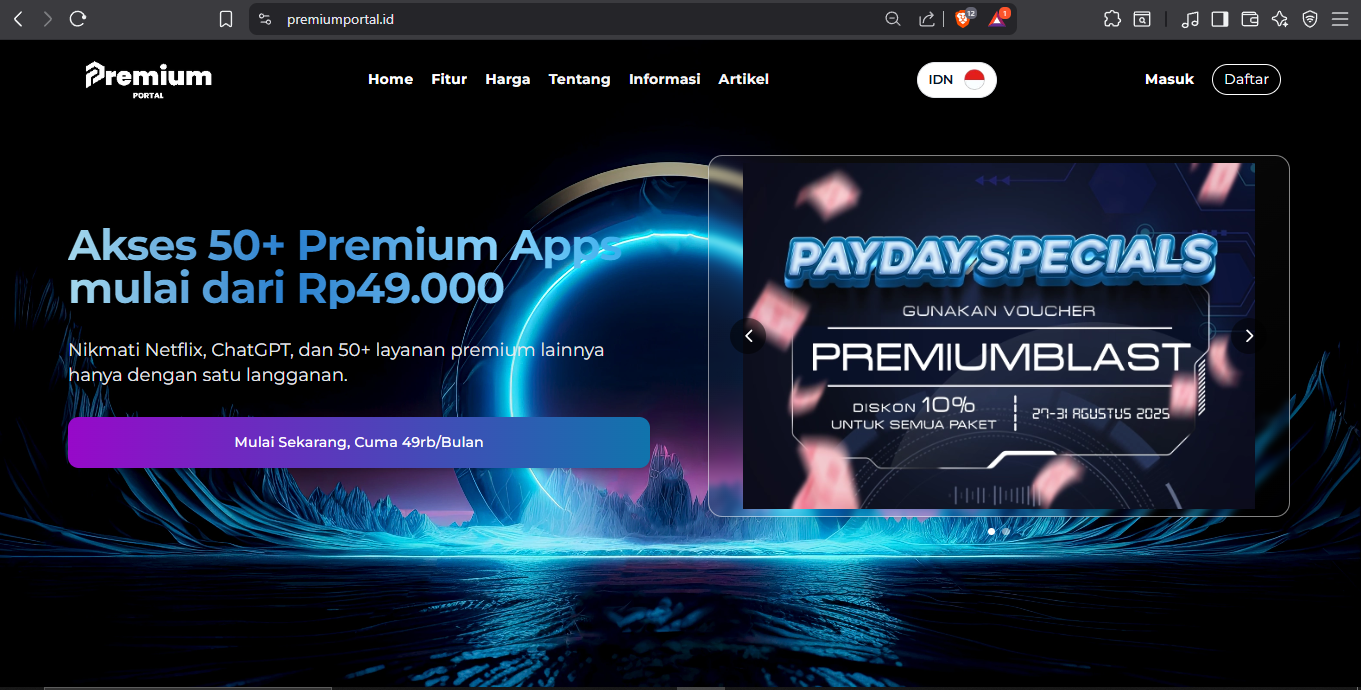 premiumportal.id
12
1
Premium
PORTAL
Home Fitur Harga Tentang Informasi Artikel
IDN
Masuk Daftar
Akses 50+ Premium Apps
mulai dari Rp49.000
Nikmati Netflix, ChatGPT, dan 50+ layanan premium lainnya
hanya dengan satu langganan.
Mulai Sekarang, Cuma 49rb/Bulan
PAYDAY SPECIALS
GUNAKAN VOUCHER
PREMIUMBLAST
DISKON 10%
UNTUK SEMUA PAKET
27-31 AGUSTUS 2025